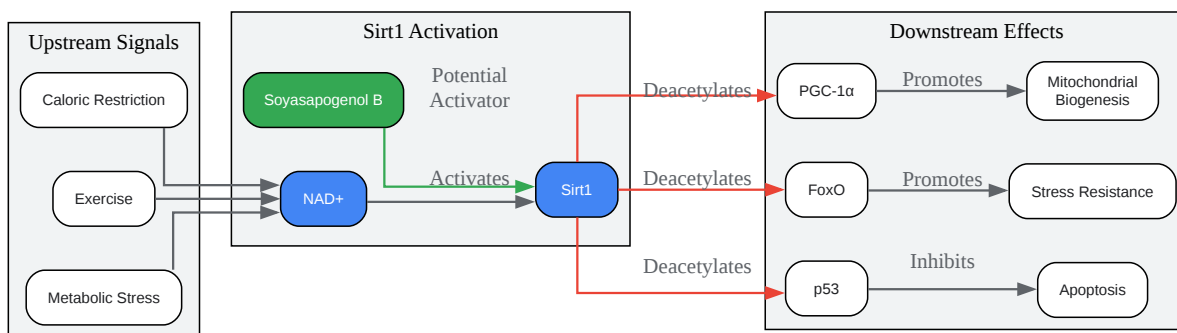 Upstream Signals
Caloric Restriction
Exercise
Metabolic Stress
Sirt1 Activation
Soyasapogenol B
Potential
Activator
NAD+
Activates
Sirt1
Deacetylates
Deacetylates
Deacetylates
Downstream Effects
PGC-1α
Promotes
Mitochondrial
Biogenesis
FoxO
Promotes
Stress Resistance
p53
Inhibits
Apoptosis